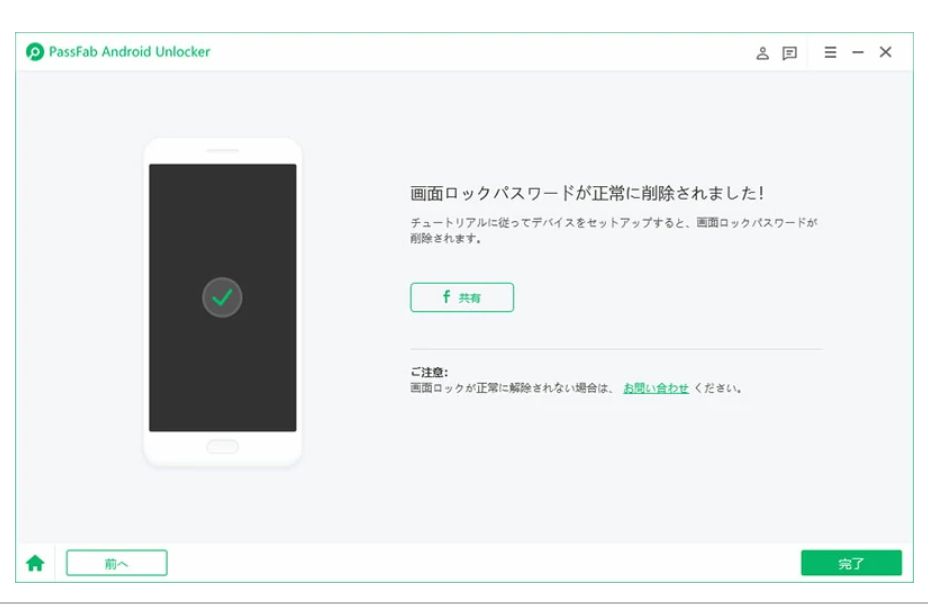 PassFab Android Unlocker
画面ロックパスワードが正常に削除されました!
チュートリアルに従ってデバイスをセットアップすると、画面ロックパスワードが
削除されます。
f 共有
ご注意:
画面ロックが正常に解除されない場合は、 お問い合わせ ください。
前へ
完了